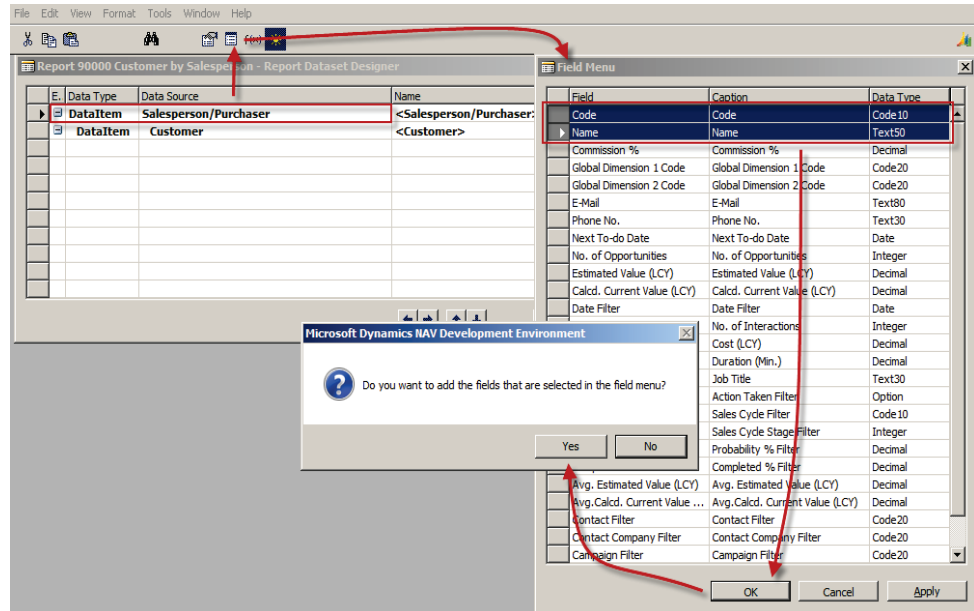 File Edit View Format Tools Window Help
Report 90000 Customer by Salesperson - Report Dataset Designer
E. Data Type Data Source Name
DataItem Salesperson/Purchaser <Salesperson/Purchaser>
DataItem Customer <Customer>
Field Menu
Field Caption Data Type
Code Code Code10
Name Name Text50
Commission % Commission % Decimal
Global Dimension 1 Code Global Dimension 1 Code Code20
Global Dimension 2 Code Global Dimension 2 Code Code20
E-Mail E-Mail Text80
Phone No. Phone No. Text30
Next To-do Date Next To-do Date Date
No. of Opportunities No. of Opportunities Integer
Estimated Value (LCY) Estimated Value (LCY) Decimal
Calcd. Current Value (LCY) Calcd. Current Value (LCY) Decimal
Date Filter Date Filter Date
No. of Interactions Integer
Cost (LCY) Decimal
Duration (Min.) Decimal
Job Title Text30
Action Taken Filter Option
Sales Cycle Filter Code10
Sales Cycle Stage Filter Integer
Probability % Filter Decimal
Completed % Filter Decimal
Avg. Estimated Value (LCY) Avg. Estimated Value (LCY) Decimal
Avg.Calcd. Current Value ... Avg.Calcd. Current Value (LCY) Decimal
Contact Filter Contact Filter Code20
Contact Company Filter Contact Company Filter Code20
Campaign Filter Campaign Filter Code20
OK Cancel Apply
Microsoft Dynamics NAV Development Environment
Do you want to add the fields that are selected in the field menu?
Yes No